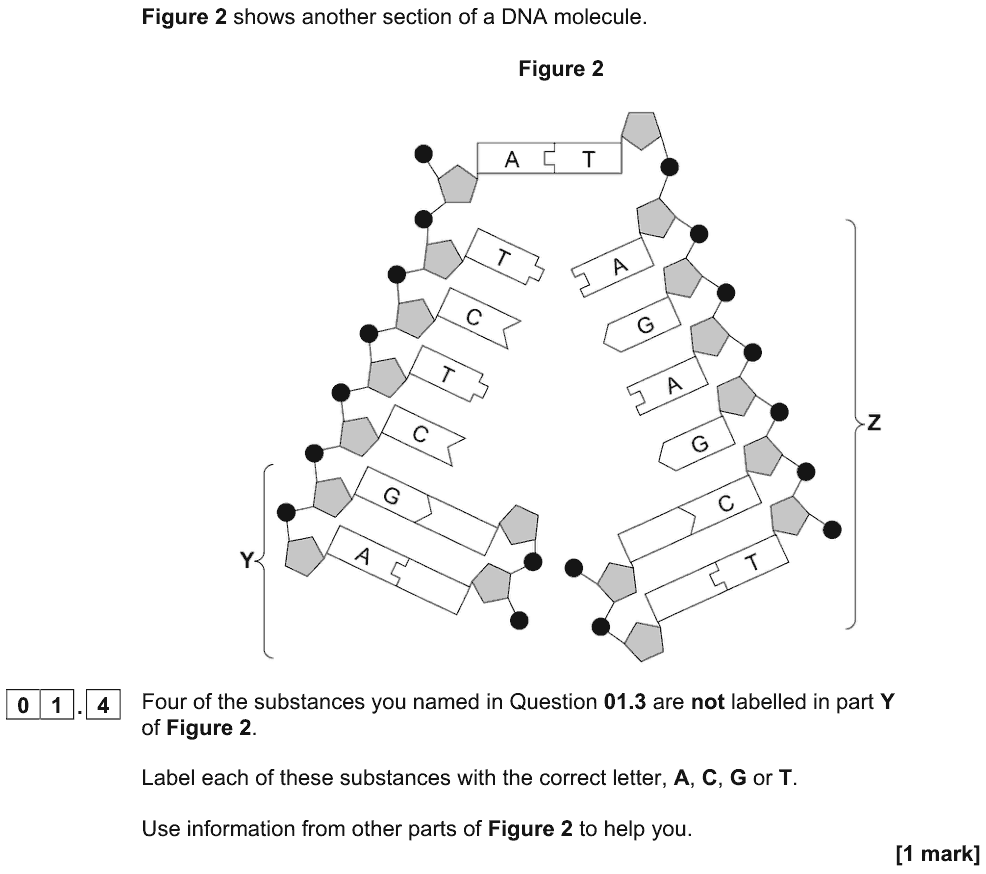 Figure 2 shows another section of a DNA molecule.
Figure 2
A T
T A
C G
T A
C G
G C
A T
Y
Z
0 1 . 4 Four of the substances you named in Question 01.3 are not labelled in part Y
of Figure 2.
Label each of these substances with the correct letter, A, C, G or T.
Use information from other parts of Figure 2 to help you.
[1 mark]